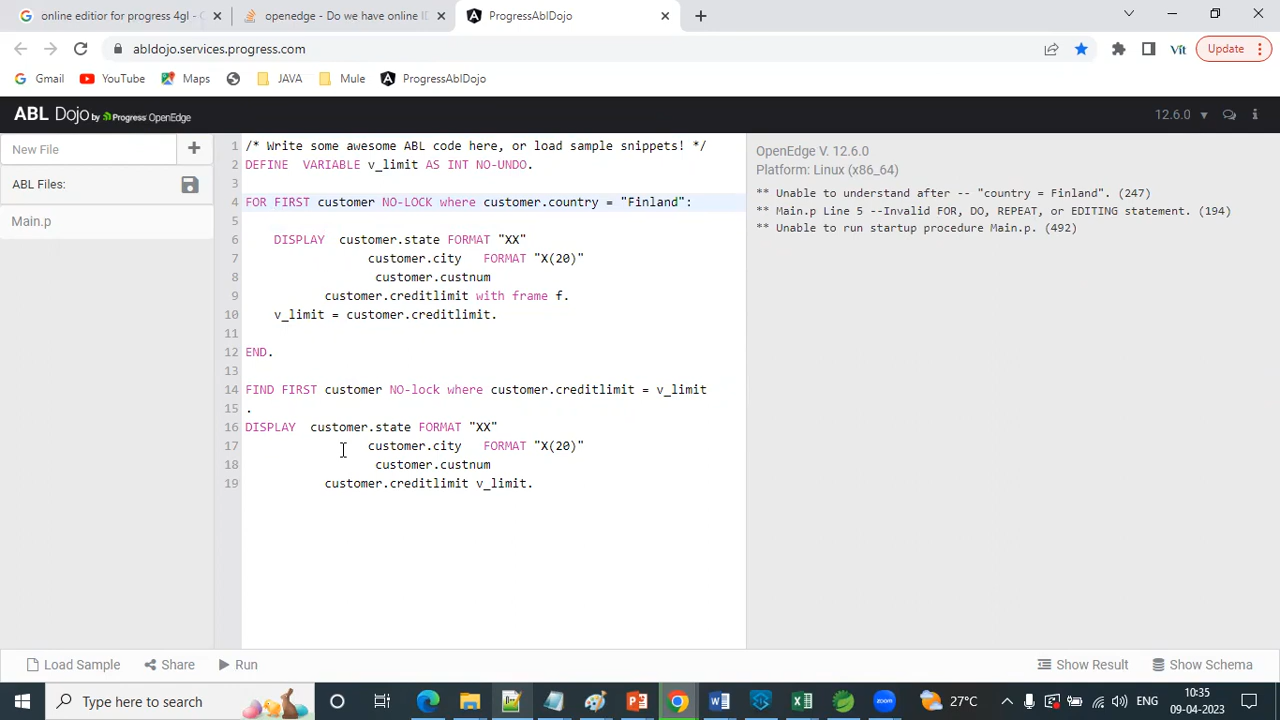 online editior for progress 4gl - G
openedge - Do we have online ID
ProgressAblDojo
abldojo.services.progress.com
Vit
Update
Gmail
YouTube
Maps
JAVA
Mule
ProgressAblDojo
ABL Dojo by Progress OpenEdge
12.6.0
New File
+
ABL Files:
Main.p
1 /* Write some awesome ABL code here, or load sample snippets! */
2 DEFINE  VARIABLE v_limit AS INT NO-UNDO.
3
4 FOR FIRST customer NO-LOCK where customer.country = "Finland":
5
6     DISPLAY  customer.state FORMAT "XX"
7                  customer.city   FORMAT "X(20)"
8                   customer.custnum
9            customer.creditlimit with frame f.
10     v_limit = customer.creditlimit.
11
12 END.
13
14 FIND FIRST customer NO-lock where customer.creditlimit = v_limit
15 .
16 DISPLAY  customer.state FORMAT "XX"
17                  customer.city   FORMAT "X(20)"
18                   customer.custnum
19            customer.creditlimit v_limit.
OpenEdge V. 12.6.0
Platform: Linux (x86_64)
** Unable to understand after -- "country = Finland". (247)
** Main.p Line 5 --Invalid FOR, DO, REPEAT, or EDITING statement. (194)
** Unable to run startup procedure Main.p. (492)
Load Sample
Share
Run
Show Result
Show Schema
Type here to search
27°C
ENG
10:35
09-04-2023